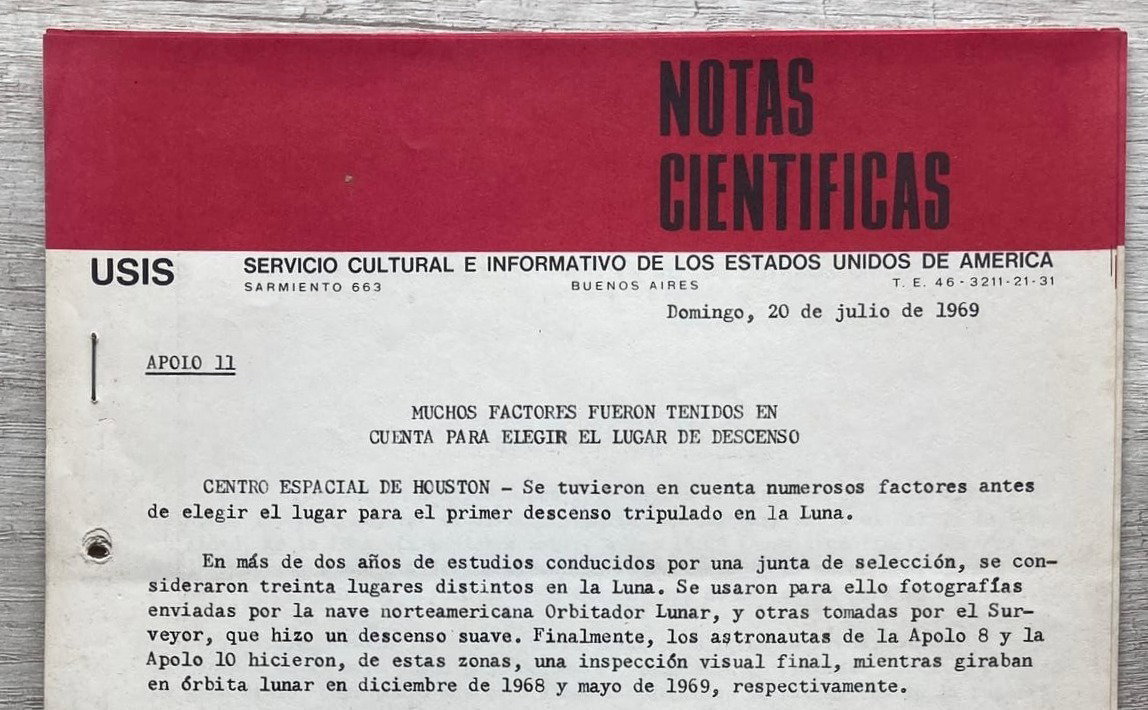 NOTAS
CIENTIFICAS
USIS SERVICIO CULTURAL E INFORMATIVO DE LOS ESTADOS UNIDOS DE AMERICA
SARMIENTO 663 BUENOS AIRES T. E. 46-3211-21-31
Domingo, 20 de julio de 1969
APOLO 11
MUCHOS FACTORES FUERON TENIDOS EN
CUENTA PARA ELEGIR EL LUGAR DE DESCENSO
CENTRO ESPACIAL DE HOUSTON - Se tuvieron en cuenta numerosos factores antes
de elegir el lugar para el primer descenso tripulado en la Luna.
En más de dos años de estudios conducidos por una junta de selección, se con-
sideraron treinta lugares distintos en la Luna. Se usaron para ello fotografías
enviadas por la nave norteamericana Orbitador Lunar, y otras tomadas por el Sur-
veyor, que hizo un descenso suave. Finalmente, los astronautas de la Apolo 8 y la
Apolo 10 hicieron, de estas zonas, una inspección visual final, mientras giraban
en órbita lunar en diciembre de 1968 y mayo de 1969, respectivamente.